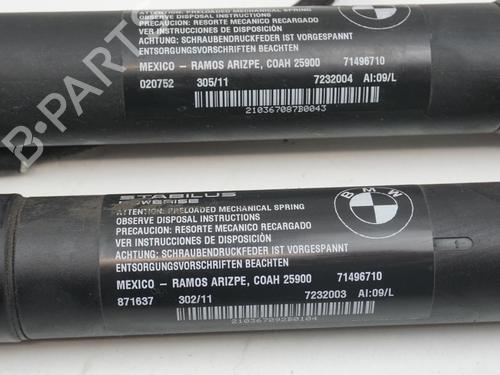 ATTENTION: PRELOADED MECHANICAL SPRING
OBSERVE DISPOSAL INSTRUCTIONS
PRECAUCION: RESORTE MECANICO RECARGADO
VER INSTRUCCIONES DE DISPOSICIÓN
ACHTUNG: SCHRAUBENDRUCKFEDER IST VORGESPANNT
ENTSORGUNGSVORSCHRIFTEN BEACHTEN
MEXICO – RAMOS ARIZPE, COAH 25900 71496710
020752 305/11 7232004 AI:09/L
210367087B0043
BMW
B-Parts
STABILUS
POWERISE
ATTENTION: PRELOADED MECHANICAL SPRING
OBSERVE DISPOSAL INSTRUCTIONS
PRECAUCION: RESORTE MECANICO RECARGADO
VER INSTRUCCIONES DE DISPOSICIÓN
ACHTUNG: SCHRAUBENDRUCKFEDER IST VORGESPANNT
ENTSORGUNGSVORSCHRIFTEN BEACHTEN
MEXICO – RAMOS ARIZPE, COAH 25900 71496710
871637 302/11 7232003 AI:09/L
210367092B0104
BMW